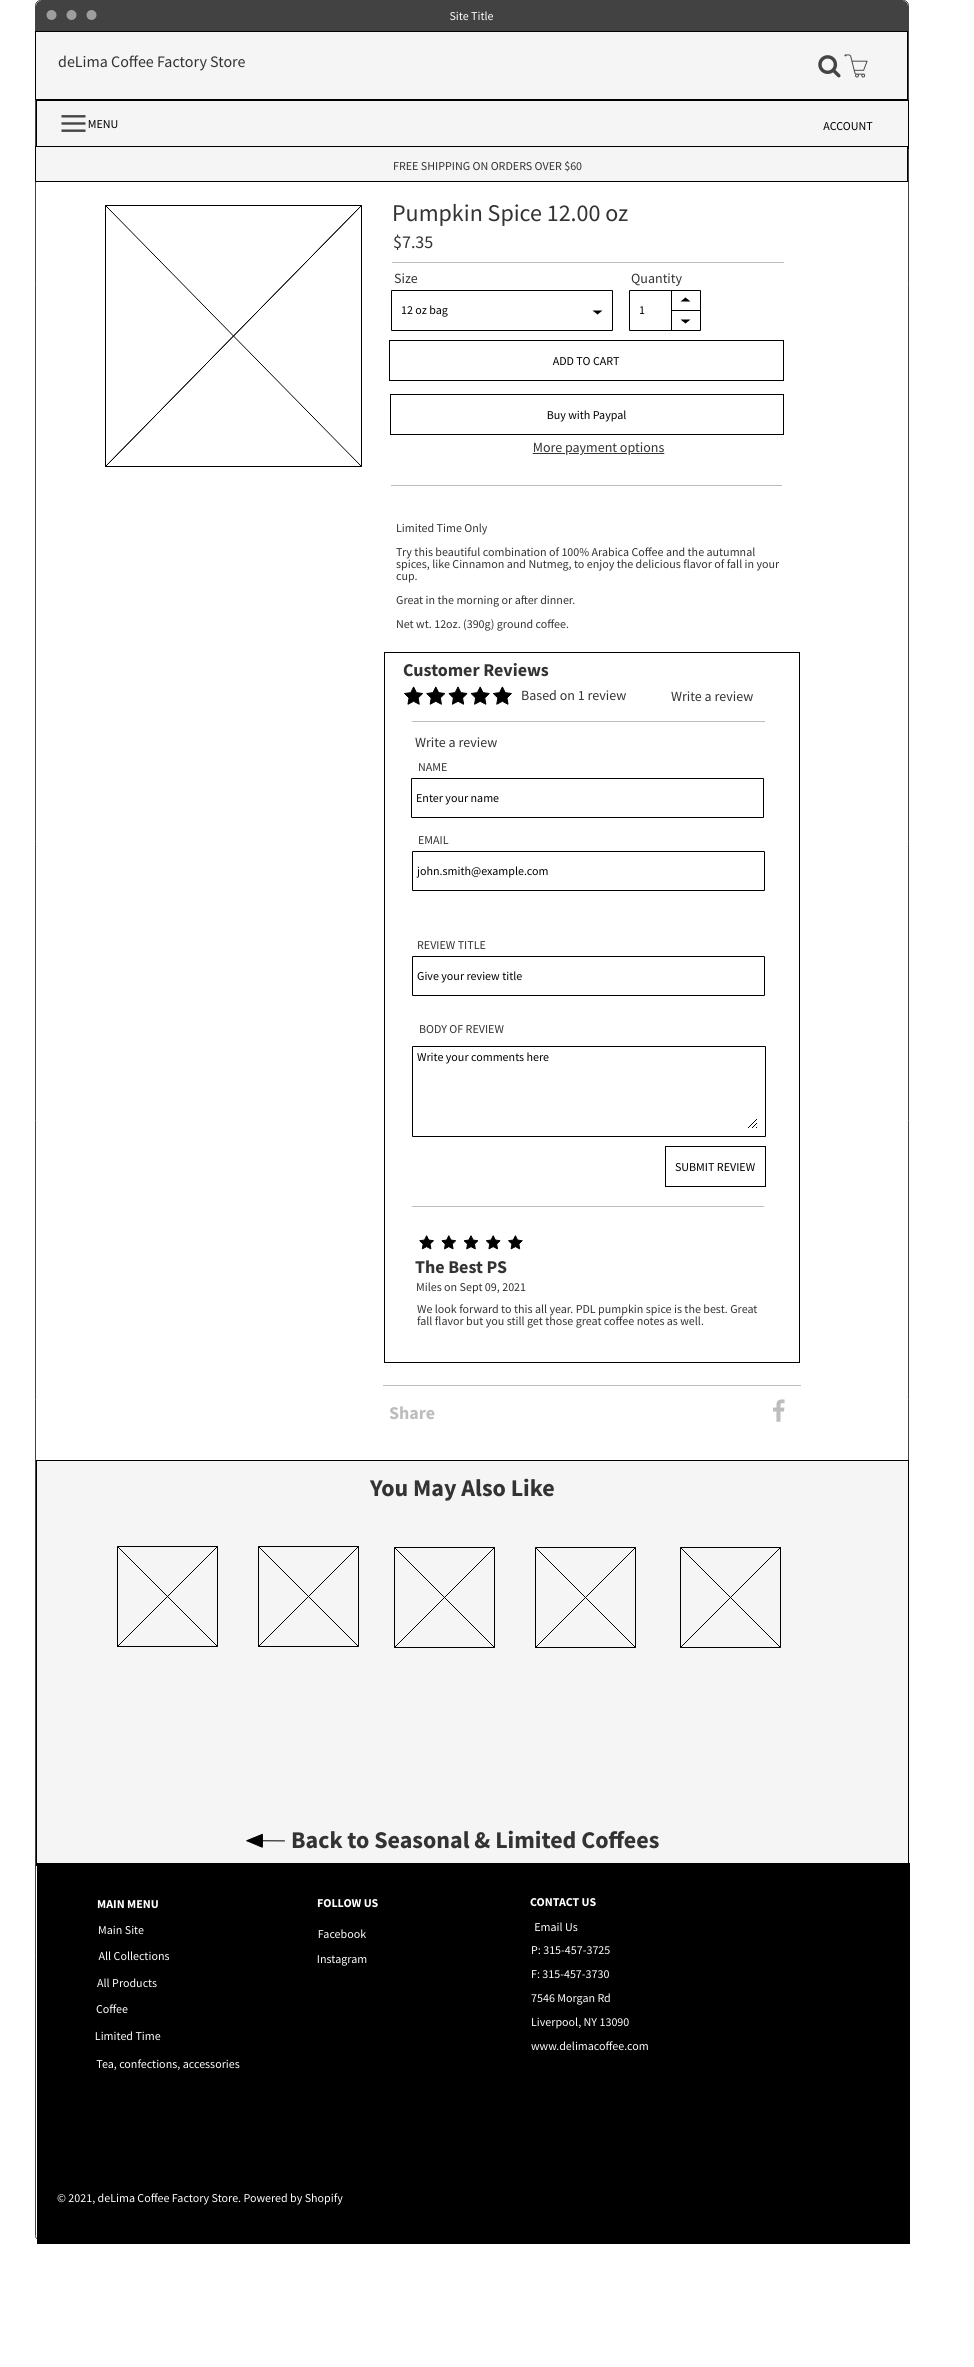 Site Title
deLima Coffee Factory Store
MENU
ACCOUNT
FREE SHIPPING ON ORDERS OVER $60
Pumpkin Spice 12.00 oz
$7.35
Size
Quantity
12 oz bag
1
ADD TO CART
Buy with Paypal
More payment options
Limited Time Only
Try this beautiful combination of 100% Arabica Coffee and the autumnal
spices, like Cinnamon and Nutmeg, to enjoy the delicious flavor of fall in your
cup.
Great in the morning or after dinner.
Net wt. 12oz. (390g) ground coffee.
Customer Reviews
Based on 1 review
Write a review
Write a review
NAME
Enter your name
EMAIL
john.smith@example.com
REVIEW TITLE
Give your review title
BODY OF REVIEW
Write your comments here
SUBMIT REVIEW
The Best PS
Miles on Sept 09, 2021
We look forward to this all year. PDL pumpkin spice is the best. Great
fall flavor but you still get those great coffee notes as well.
Share
You May Also Like
Back to Seasonal & Limited Coffees
MAIN MENU
Main Site
All Collections
All Products
Coffee
Limited Time
Tea, confections, accessories
FOLLOW US
Facebook
Instagram
CONTACT US
Email Us
P: 315-457-3725
F: 315-457-3730
7546 Morgan Rd
Liverpool, NY 13090
www.delimacoffee.com
© 2021, deLima Coffee Factory Store. Powered by Shopify